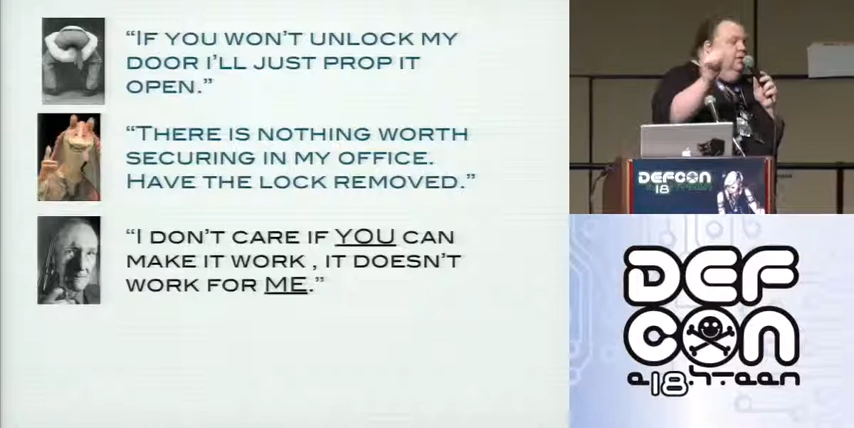 “IF YOU WON’T UNLOCK MY
DOOR I’LL JUST PROP IT
OPEN.”
“THERE IS NOTHING WORTH
SECURING IN MY OFFICE.
HAVE THE LOCK REMOVED.”
“I DON’T CARE IF YOU CAN
MAKE IT WORK , IT DOESN’T
WORK FOR ME.”
DEFCON
18
DEF
CON
18